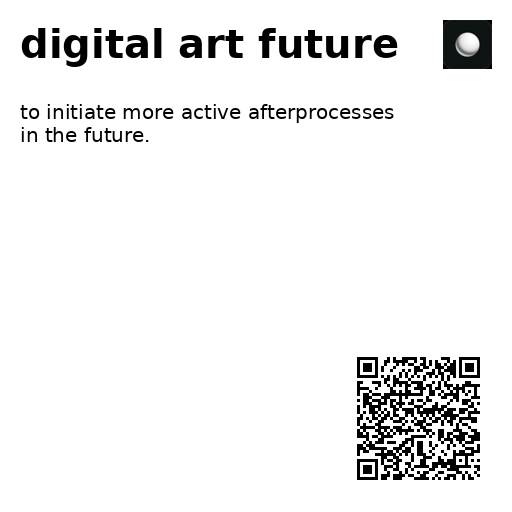 digital art future
to initiate more active afterprocesses
in the future.